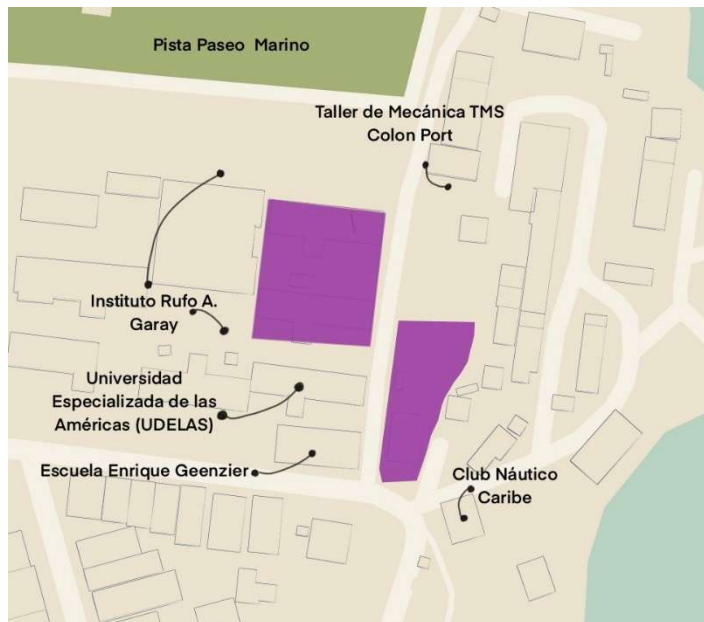 Pista Paseo Marino
Taller de Mecánica TMS
Colon Port
Instituto Rufo A.
Garay
Universidad
Especializada de las
Américas (UDELAS)
Escuela Enrique Geenzier
Club Náutico
Caribe